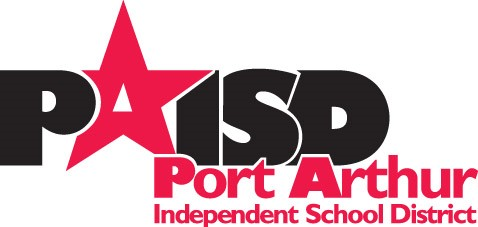 PAISD
Port Arthur
Independent School District